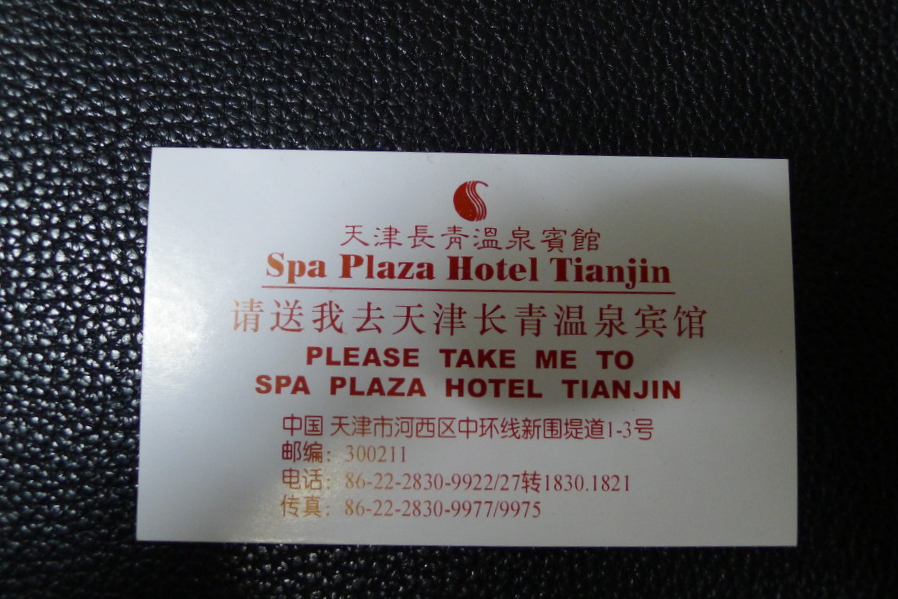 天津長青溫泉賓館
Spa Plaza Hotel Tianjin
请送我去天津长青温泉宾馆
PLEASE TAKE ME TO
SPA PLAZA HOTEL TIANJIN
中国 天津市河西区中环线新围堤道1-3号
邮编：300211
电话：86-22-2830-9922/27转1830.1821
传真：86-22-2830-9977/9975